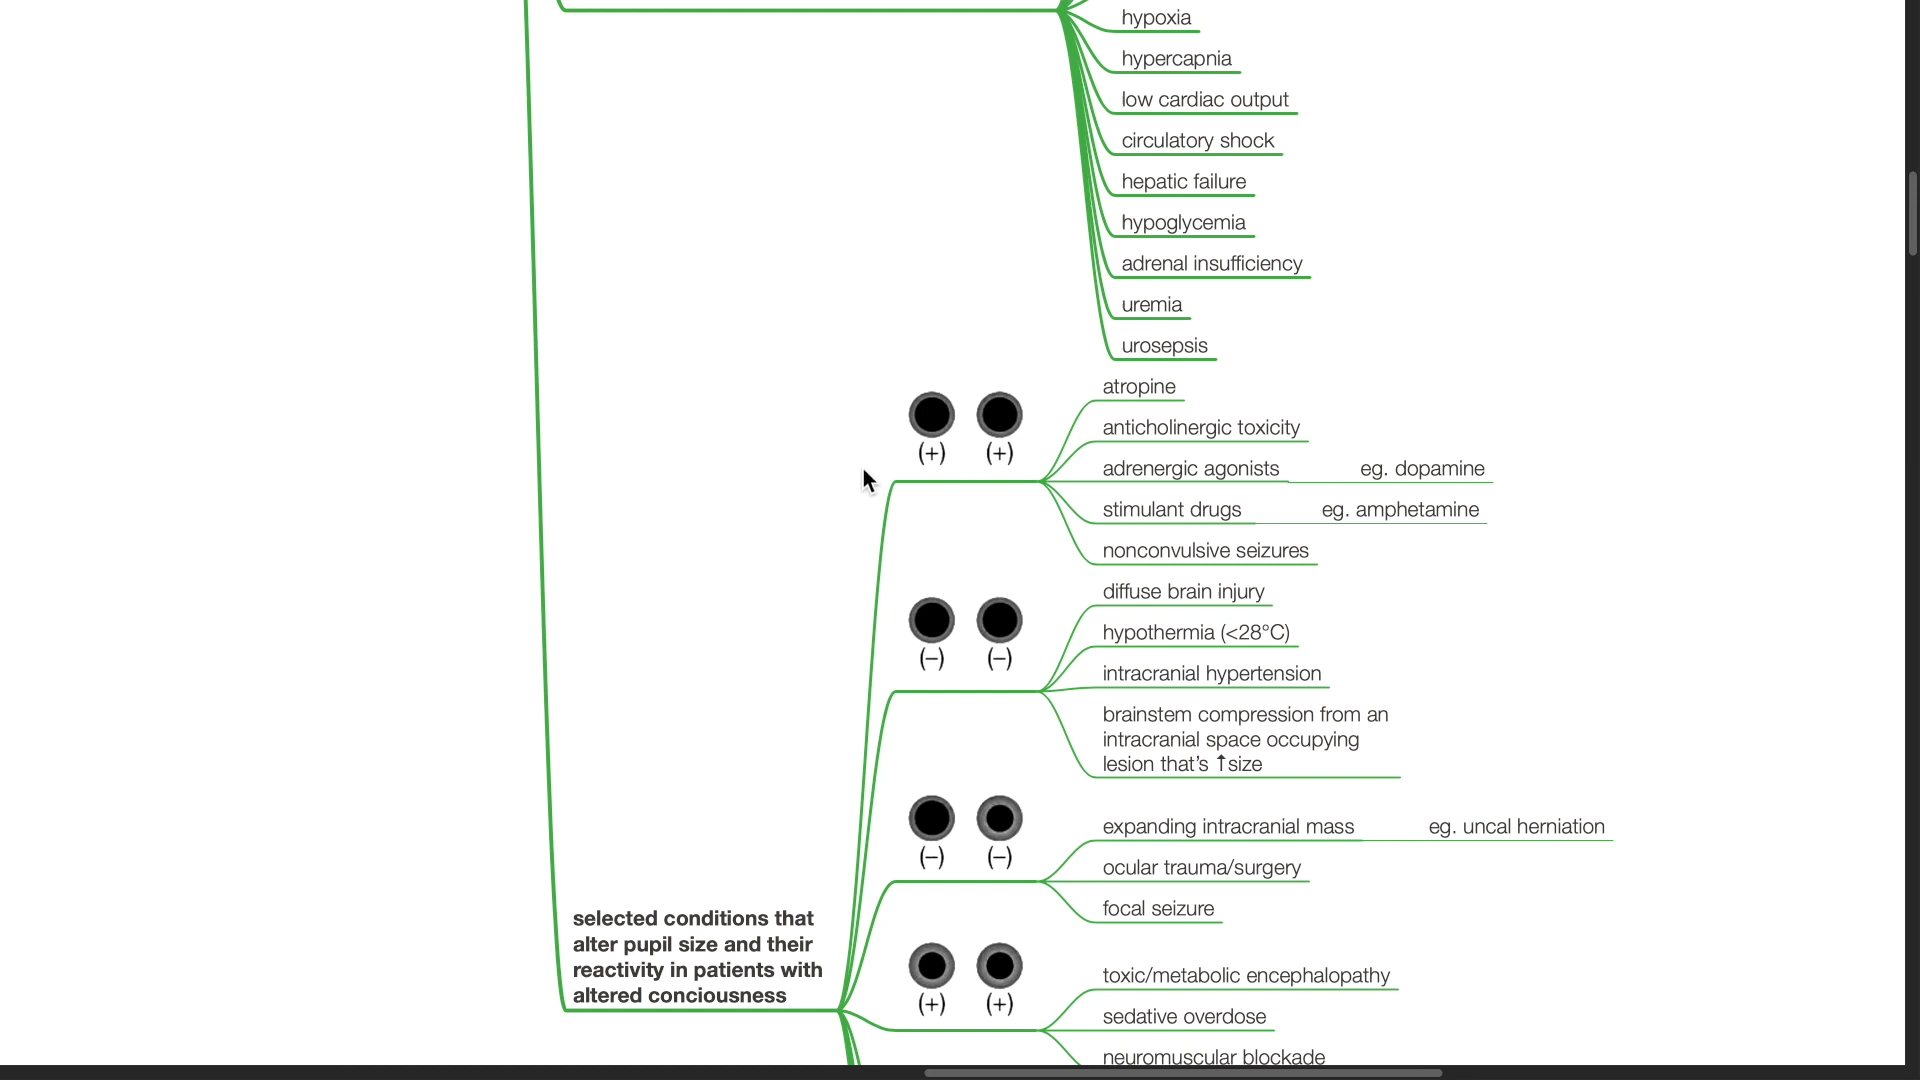 hypoxia
hypercapnia
low cardiac output
circulatory shock
hepatic failure
hypoglycemia
adrenal insufficiency
uremia
urosepsis
(+) (+)
atropine
anticholinergic toxicity
adrenergic agonists eg. dopamine
stimulant drugs eg. amphetamine
nonconvulsive seizures
(−) (−)
diffuse brain injury
hypothermia (<28°C)
intracranial hypertension
brainstem compression from an
intracranial space occupying
lesion that’s ↑size
(−) (−)
expanding intracranial mass eg. uncal herniation
ocular trauma/surgery
focal seizure
selected conditions that
alter pupil size and their
reactivity in patients with
altered conciousness
(+) (+)
toxic/metabolic encephalopathy
sedative overdose
neuromuscular blockade